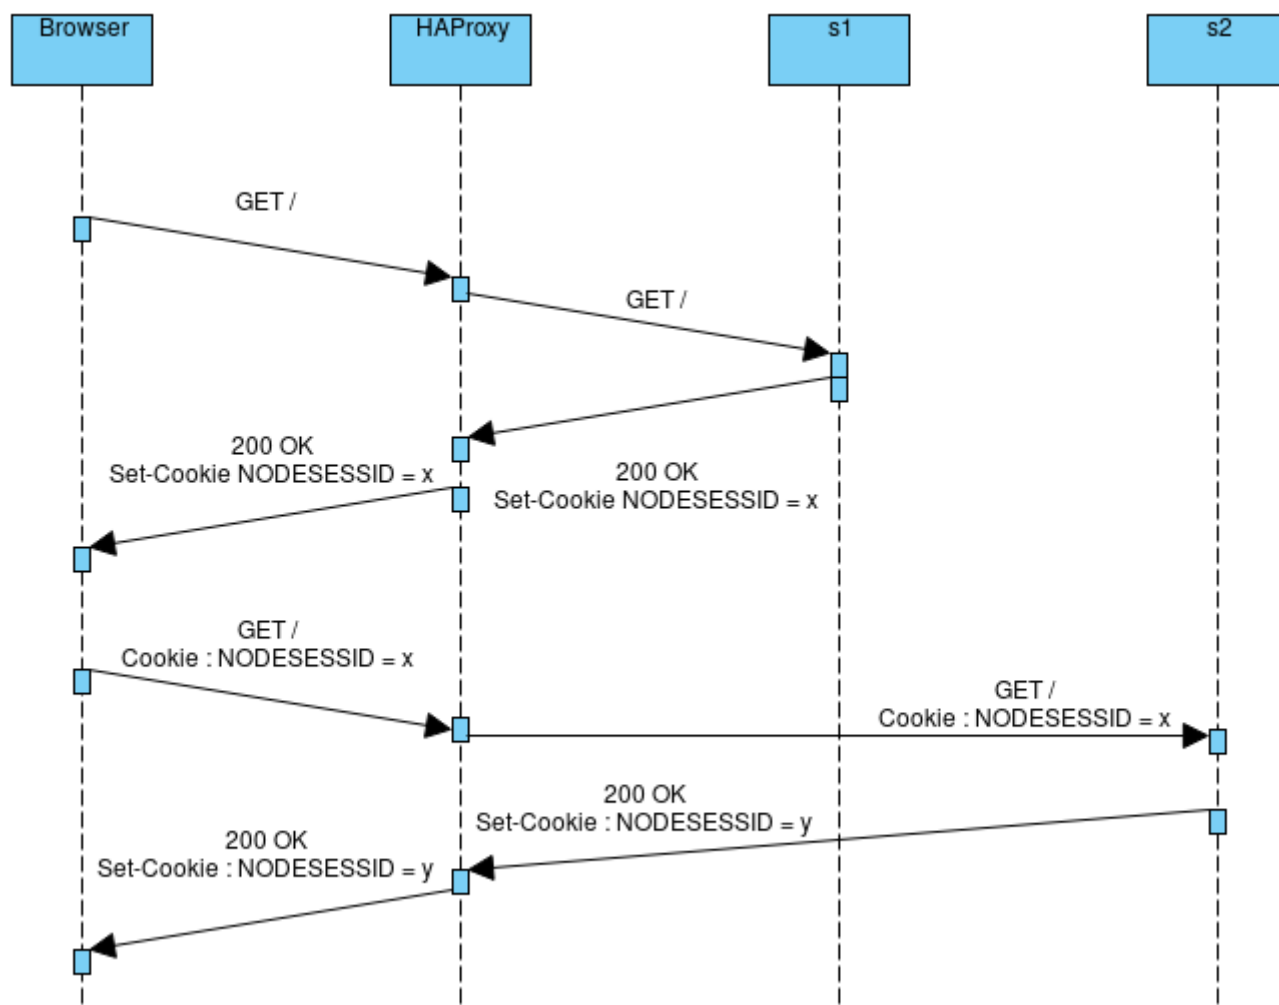 Browser
HAProxy
s1
s2
GET /
GET /
200 OK
Set-Cookie NODESESSID = x
200 OK
Set-Cookie NODESESSID = x
GET /
Cookie : NODESESSID = x
GET /
Cookie : NODESESSID = x
200 OK
Set-Cookie : NODESESSID = y
200 OK
Set-Cookie : NODESESSID = y